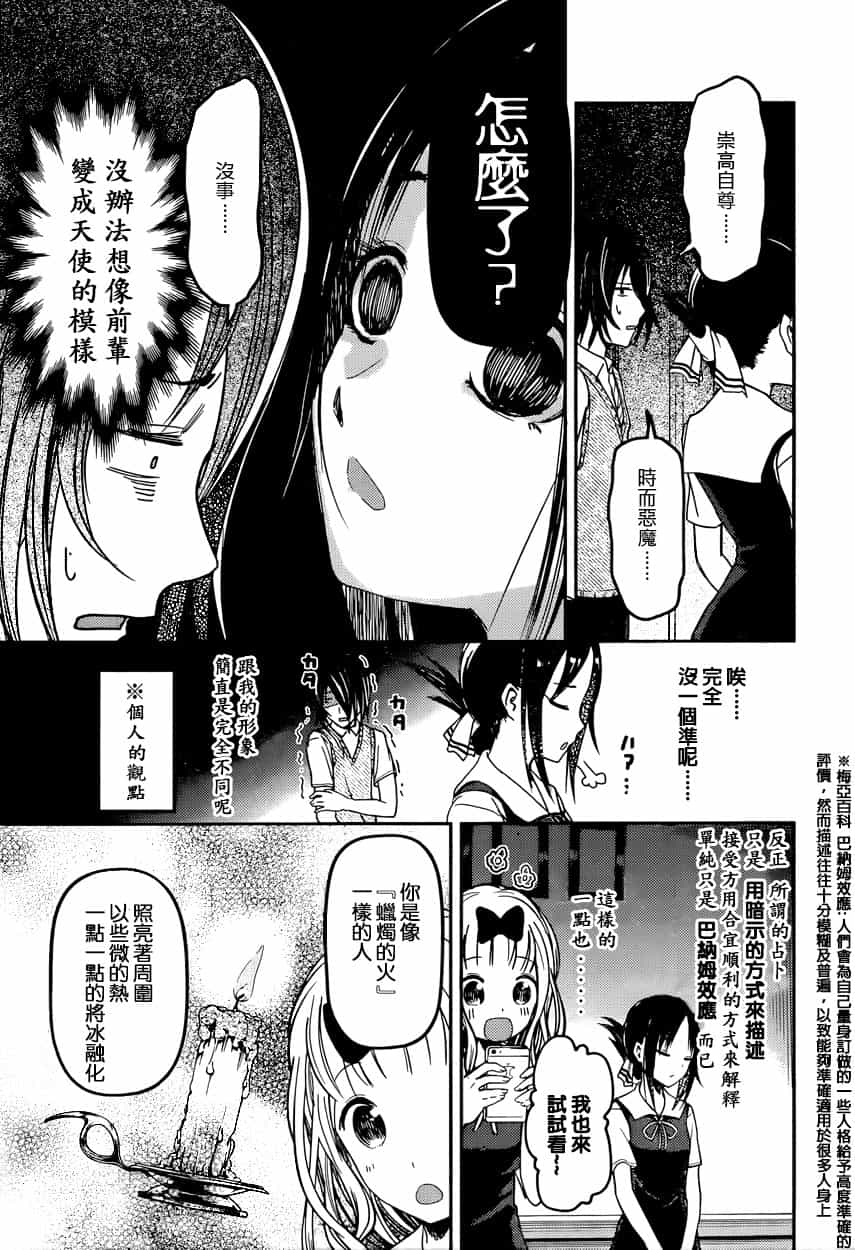 崇高自尊……
時而惡魔……
怎麼了?
沒事……
沒辦法想像前輩
變成天使的模樣
唉……
完全
沒一個準呢……
ハァ…
カタ
カタ
跟我的形象
簡直是完全不同呢
※個人的觀點
反正 所謂的占卜
只是 用暗示的方式來描述
接受方用合宜順利的方式來解釋
單純只是 巴納姆效應 而已
這樣的
一點也……
我也來
試試看~
你是像
『蠟燭的火』
一樣的人
照亮著周圍
以些微的熱
一點一點的將冰融化
※梅亞百科 巴納姆效應:人們會為自己量身訂做的一些人格給予高度準確的
評價,然而描述往往十分模糊及普遍,以致能夠準確適用於很多人身上